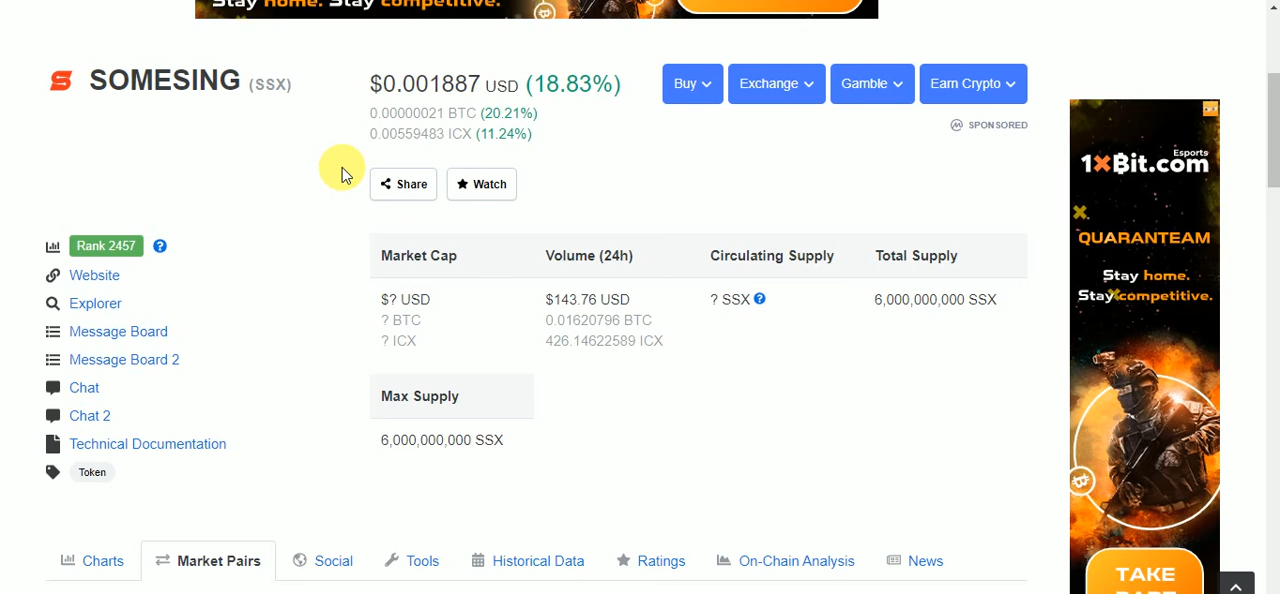 Stay home. Stay competitive.
SOMESING (SSX)
$0.001887 USD (18.83%)
0.00000021 BTC (20.21%)
0.00559483 ICX (11.24%)
Buy
Exchange
Gamble
Earn Crypto
SPONSORED
Share
Watch
Rank 2457
Website
Explorer
Message Board
Message Board 2
Chat
Chat 2
Technical Documentation
Token
Market Cap
Volume (24h)
Circulating Supply
Total Supply
$? USD
$143.76 USD
? SSX
6,000,000,000 SSX
? BTC
0.01620796 BTC
? ICX
426.14622589 ICX
Max Supply
6,000,000,000 SSX
Charts
Market Pairs
Social
Tools
Historical Data
Ratings
On-Chain Analysis
News
Esports
1XBit.com
QUARANTEAM
Stay home.
Stay competitive.
TAKE